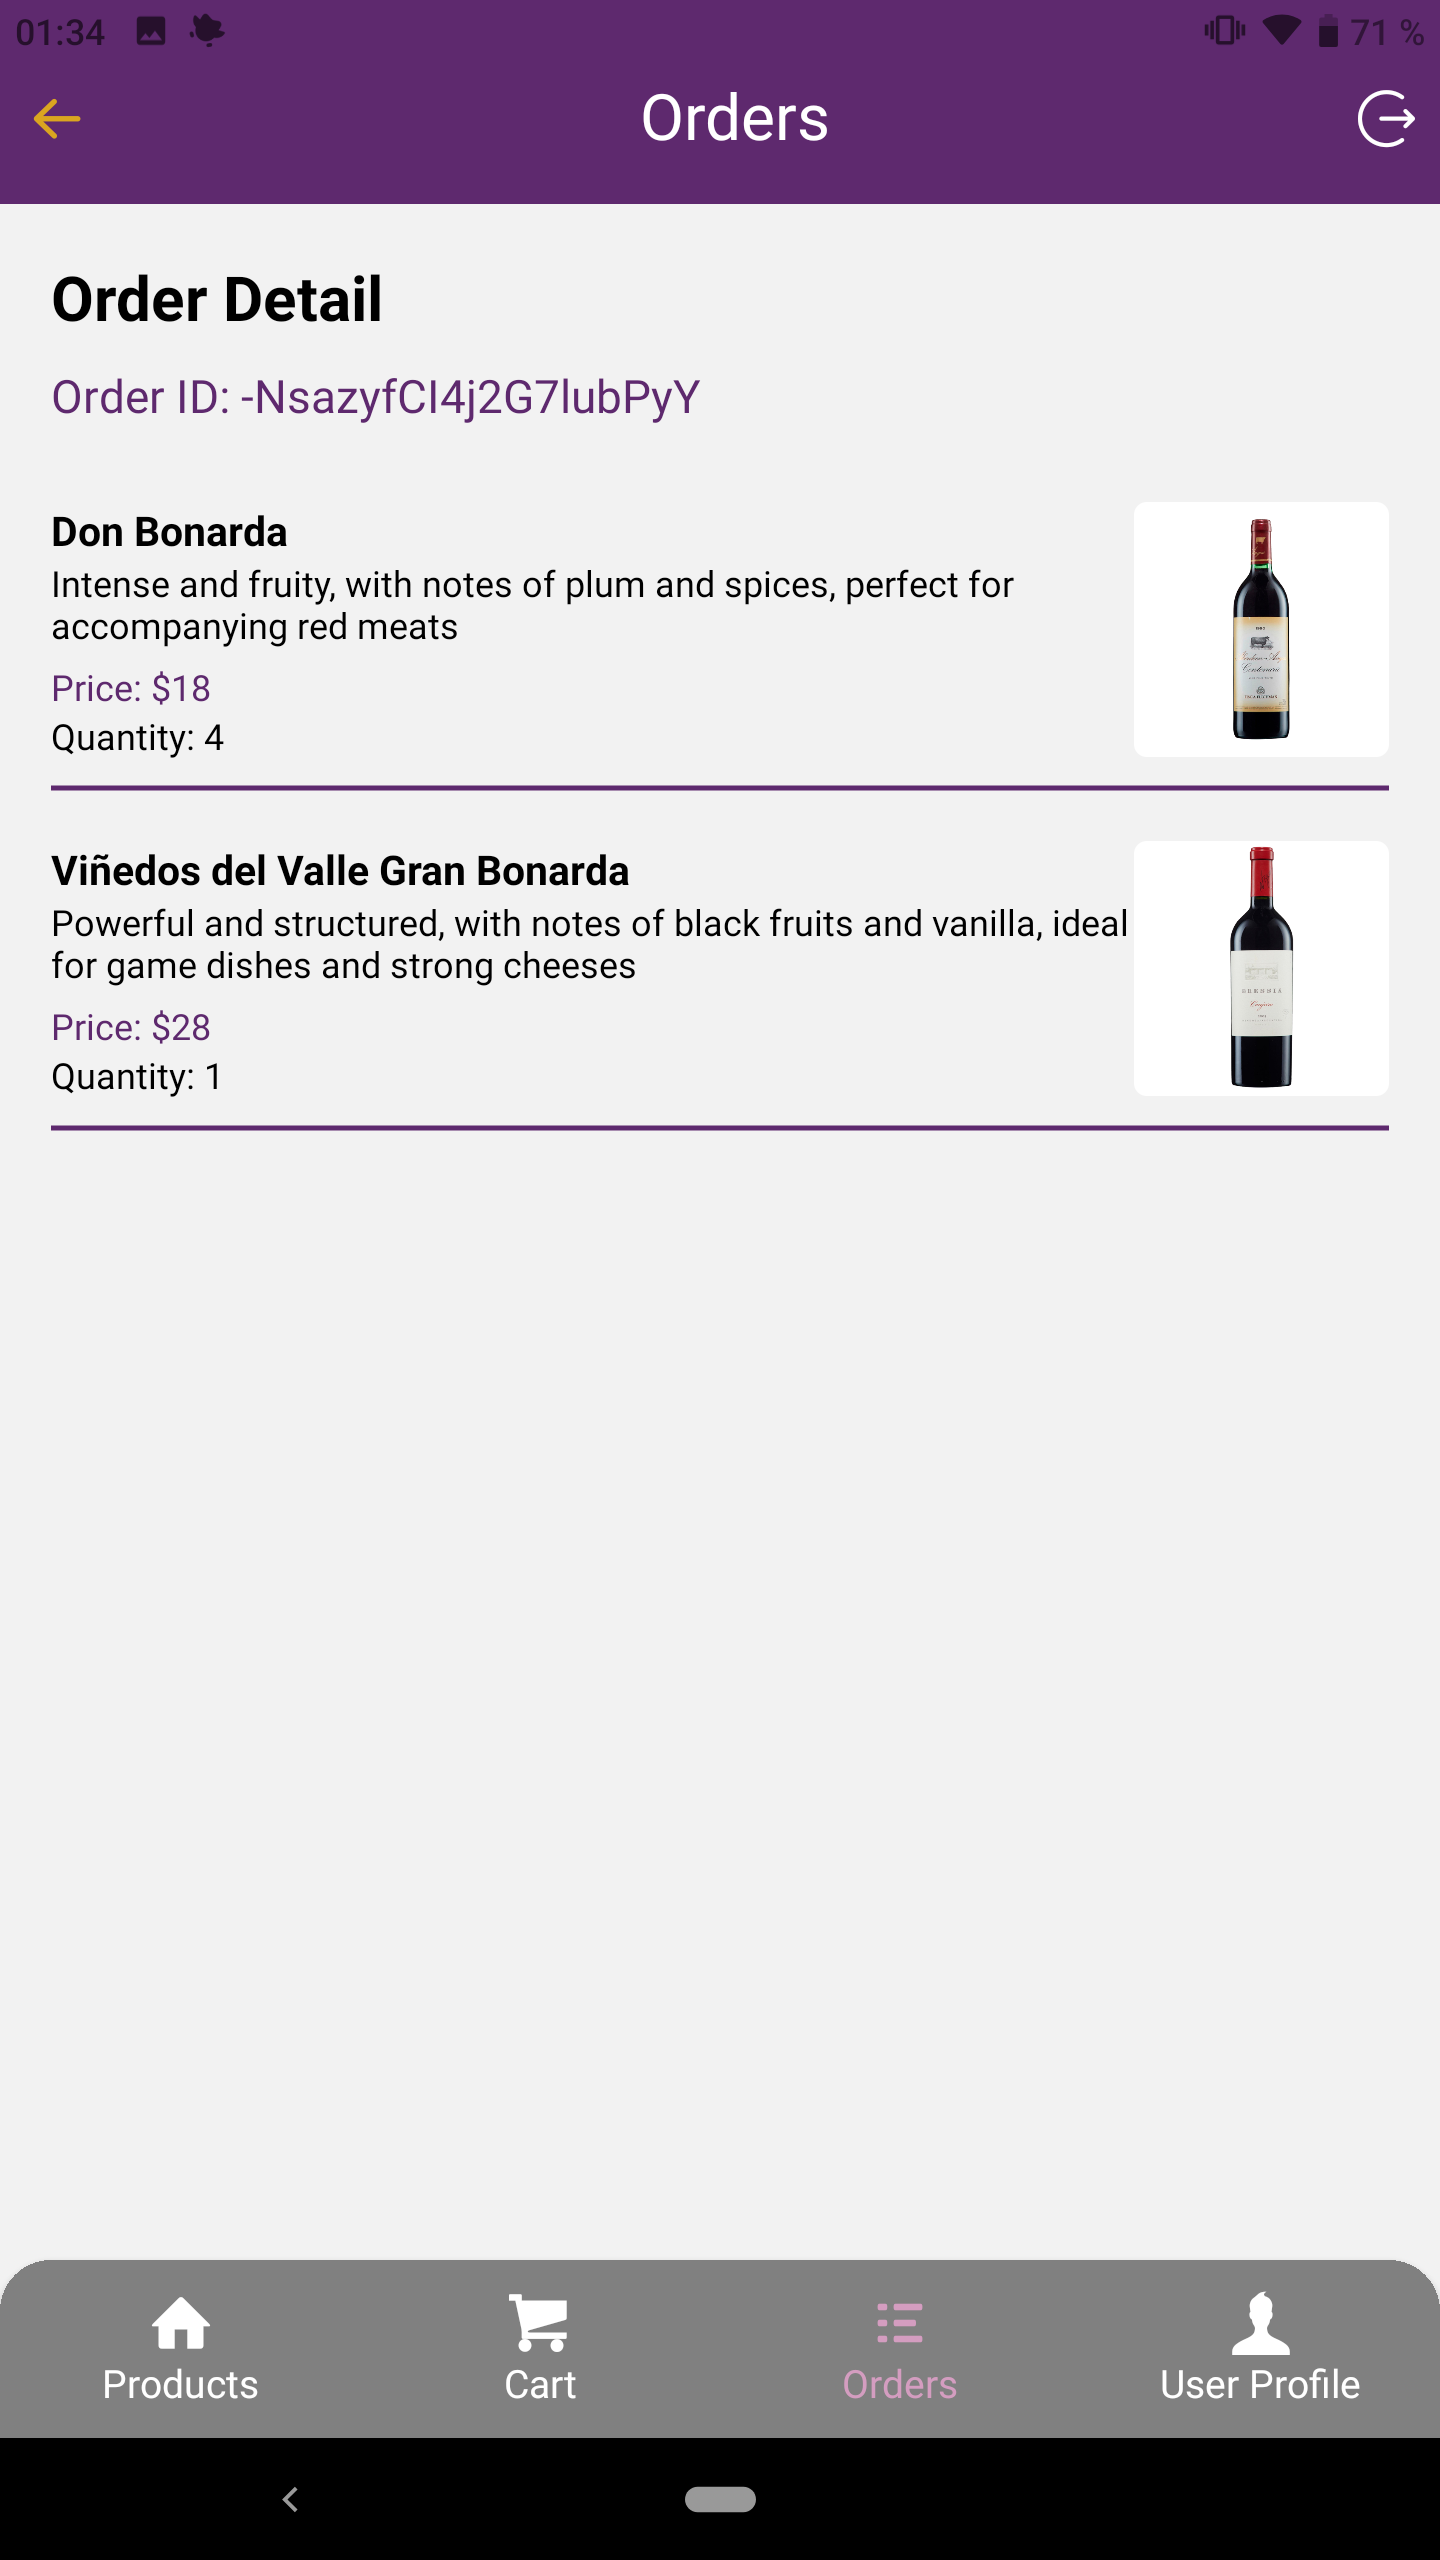 01:34
71 %
Orders
Order Detail
Order ID: -NsazyfCI4j2G7lubPyY
Don Bonarda
Intense and fruity, with notes of plum and spices, perfect for
accompanying red meats
Price: $18
Quantity: 4
Viñedos del Valle Gran Bonarda
Powerful and structured, with notes of black fruits and vanilla, ideal
for game dishes and strong cheeses
Price: $28
Quantity: 1
BRESSIA
Products
Cart
Orders
User Profile